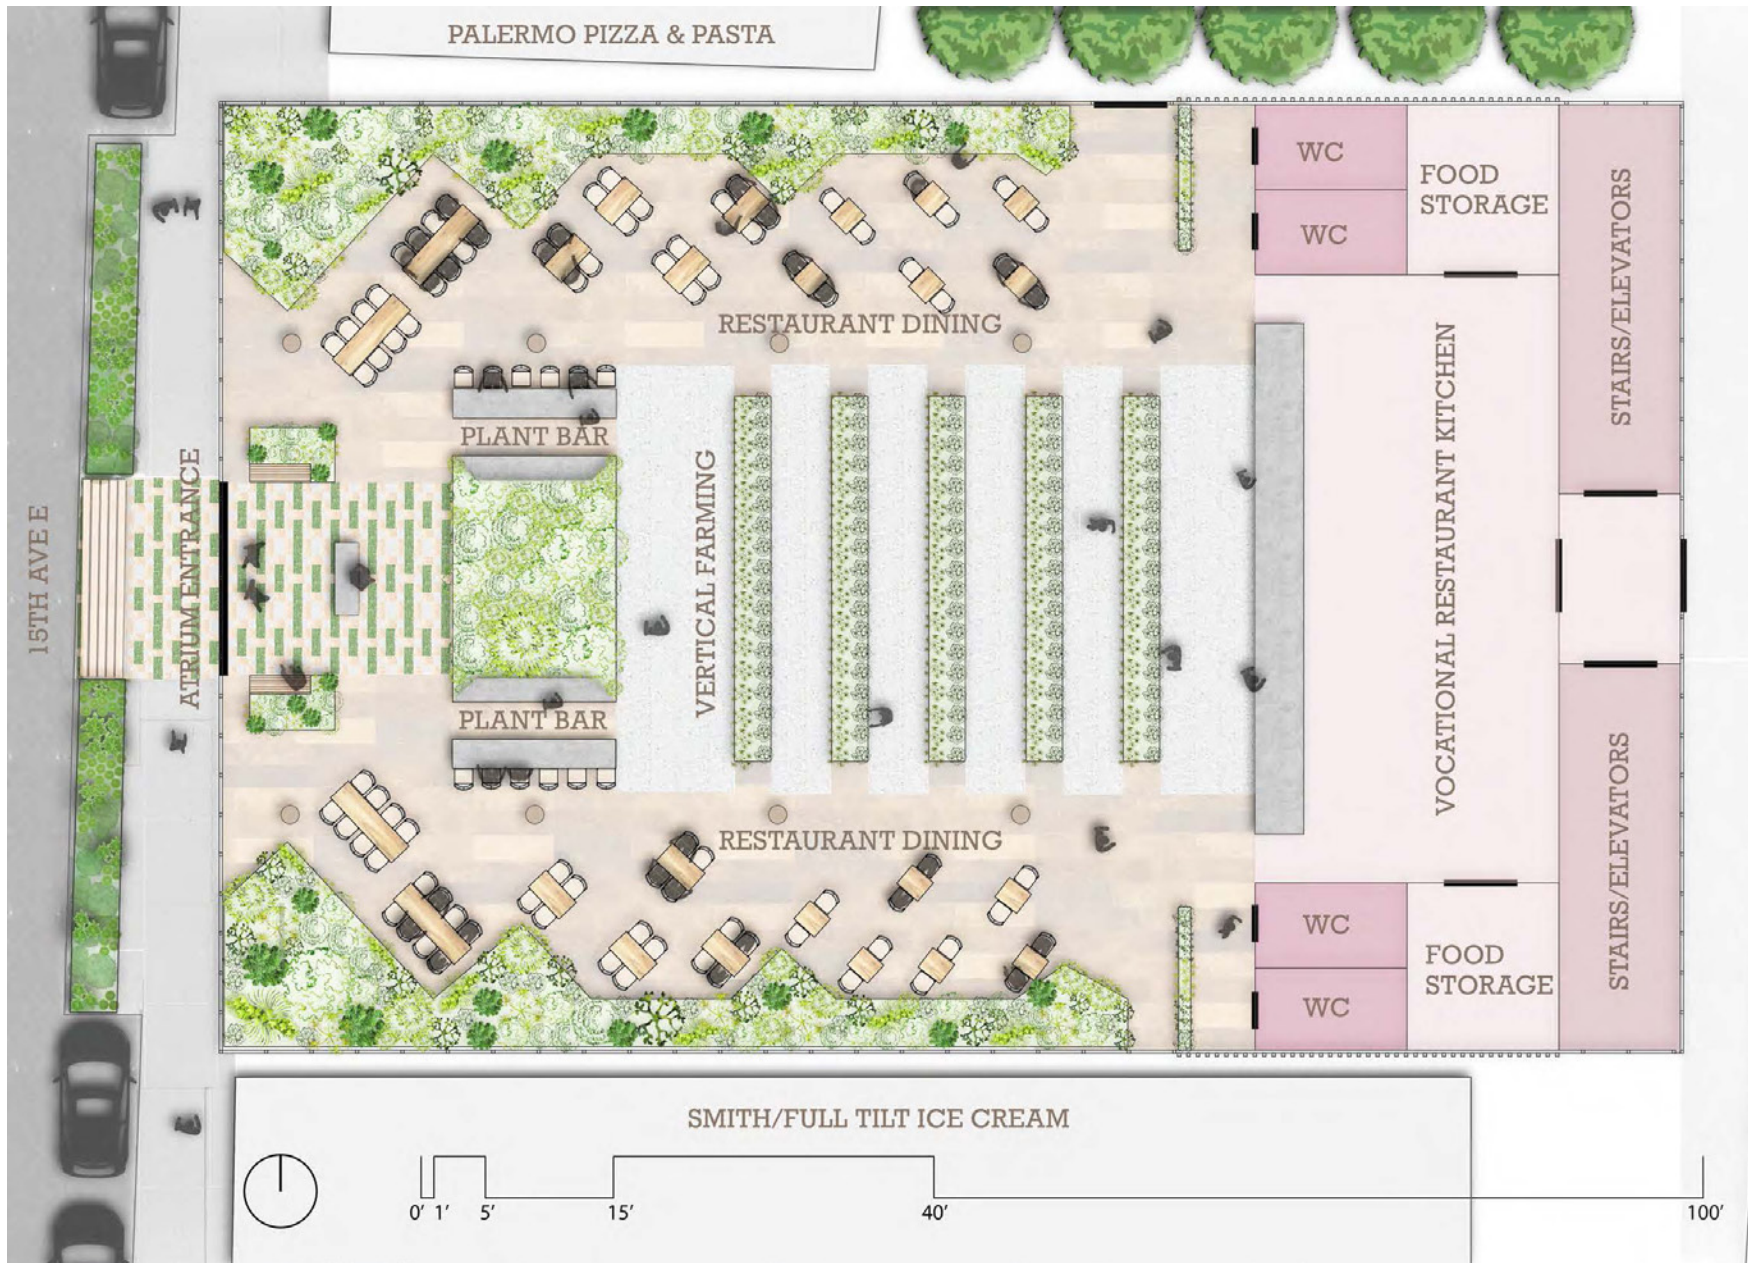 PALERMO PIZZA & PASTA
WC
FOOD
STORAGE
WC
STAIRS/ELEVATORS
RESTAURANT DINING
PLANT BAR
15TH AVE E
ATRIUM ENTRANCE
VERTICAL FARMING
VOCATIONAL RESTAURANT KITCHEN
PLANT BAR
RESTAURANT DINING
STAIRS/ELEVATORS
WC
FOOD
STORAGE
WC
SMITH/FULL TILT ICE CREAM
0' 1' 5' 15' 40' 100'